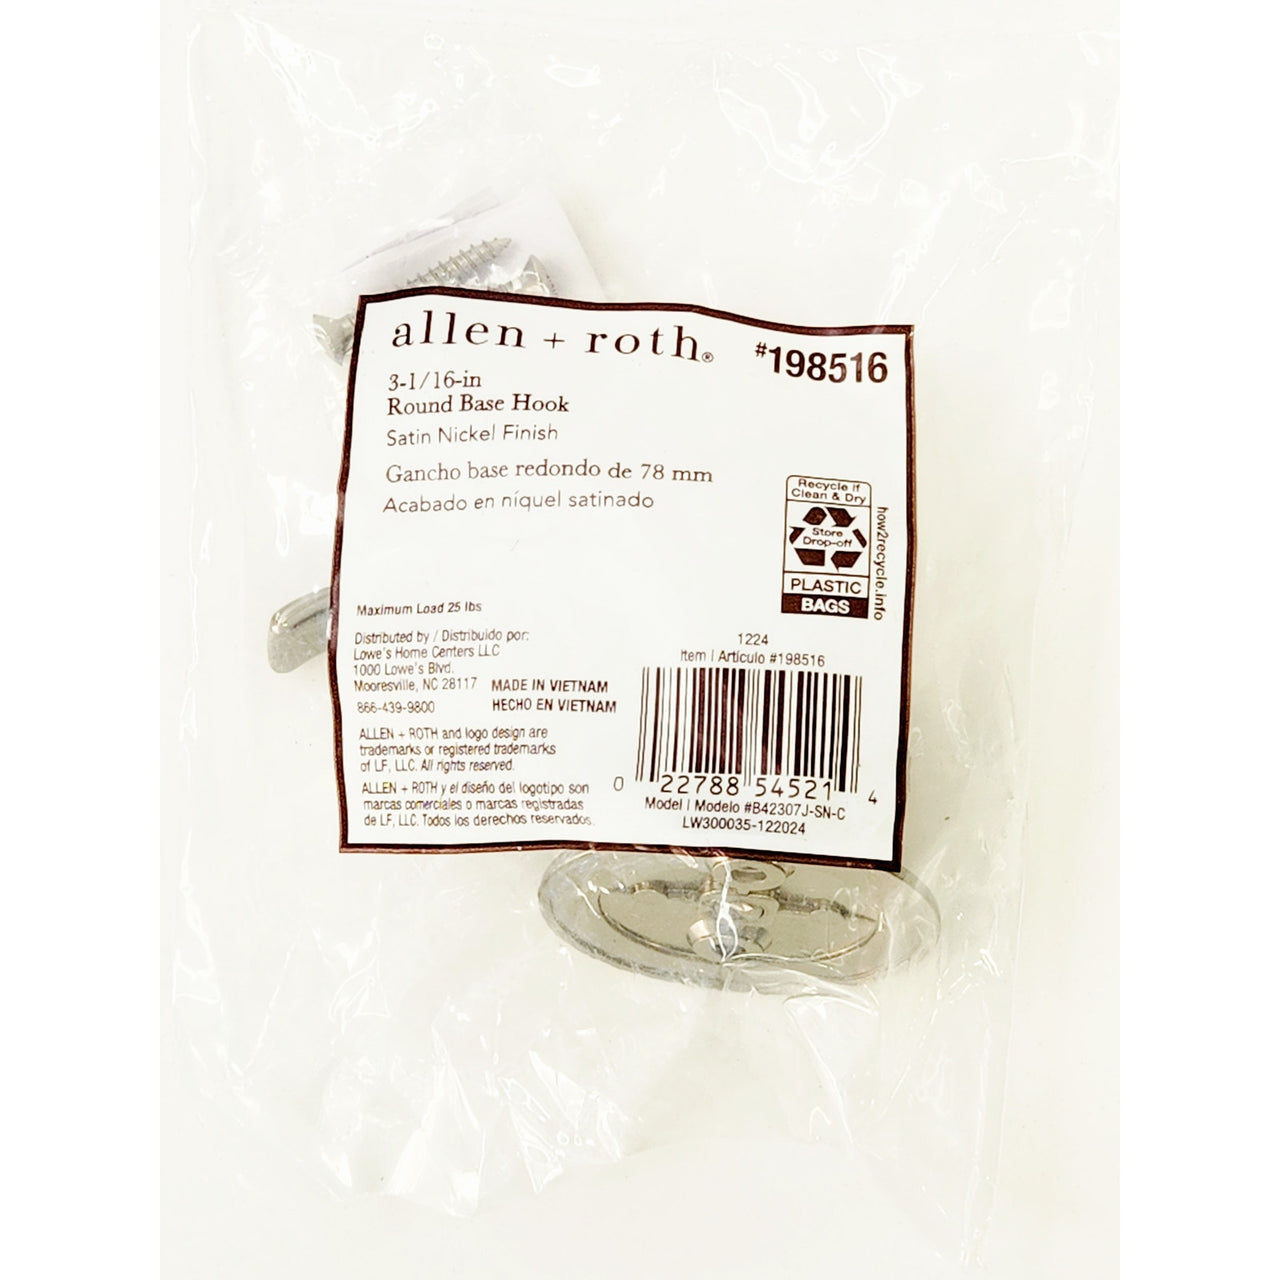 allen + roth®
#198516
3-1/16-in
Round Base Hook
Satin Nickel Finish
Gancho base redondo de 78 mm
Acabado en níquel satinado
Recycle if
Clean & Dry
Store
Drop-off
PLASTIC
BAGS
how2recycle.info
Maximum Load 25 lbs
Distributed by / Distribuido por:
Lowe's Home Centers LLC
1000 Lowe's Blvd.
Mooresville, NC 28117
866-439-9800
MADE IN VIETNAM
HECHO EN VIETNAM
ALLEN + ROTH and logo design are
trademarks or registered trademarks
of LF, LLC. All rights reserved.
ALLEN + ROTH y el diseño del logotipo son
marcas comerciales o marcas registradas
de LF, LLC. Todos los derechos reservados.
1224
Item | Artículo #198516
0 22788 54521 4
Model | Modelo #B42307J-SN-C
LW300035-122024